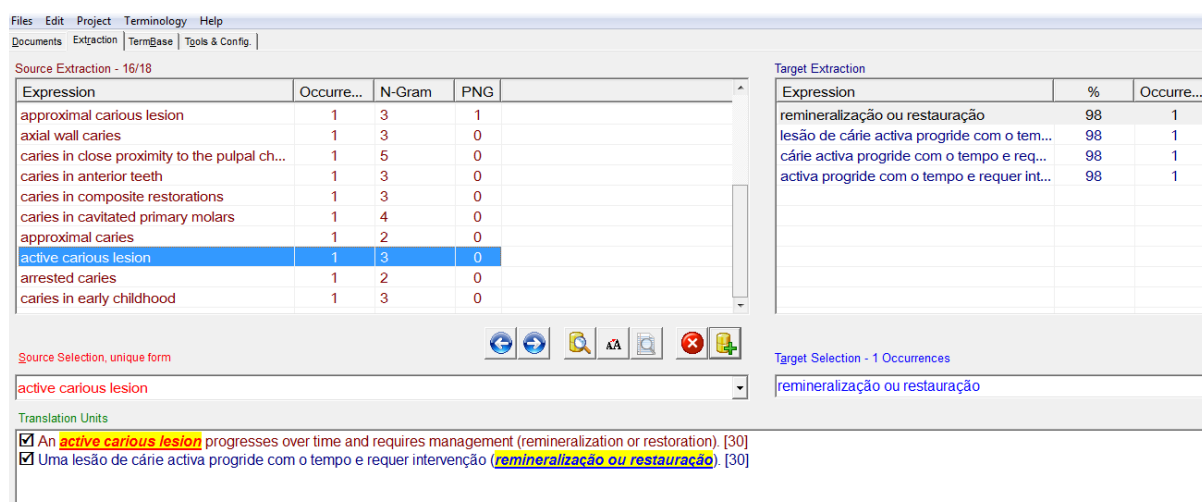 Files Edit Project Terminology Help
Documents Extraction TermBase Tools & Config.
Source Extraction - 16/18
Expression Occurre... N-Gram PNG
approximal carious lesion 1 3 1
axial wall caries 1 3 0
caries in close proximity to the pulpal ch... 1 5 0
caries in anterior teeth 1 3 0
caries in composite restorations 1 3 0
caries in cavitated primary molars 1 4 0
approximal caries 1 2 0
active carious lesion 1 3 0
arrested caries 1 2 0
caries in early childhood 1 3 0
Target Extraction
Expression % Occurre...
remineralização ou restauração 98 1
lesão de cárie activa progride com o tem... 98 1
cárie activa progride com o tempo e req... 98 1
activa progride com o tempo e requer int... 98 1
Source Selection, unique form
active carious lesion
Target Selection - 1 Occurrences
remineralização ou restauração
Translation Units
An active carious lesion progresses over time and requires management (remineralization or restoration). [30]
Uma lesão de cárie activa progride com o tempo e requer intervenção (remineralização ou restauração). [30]